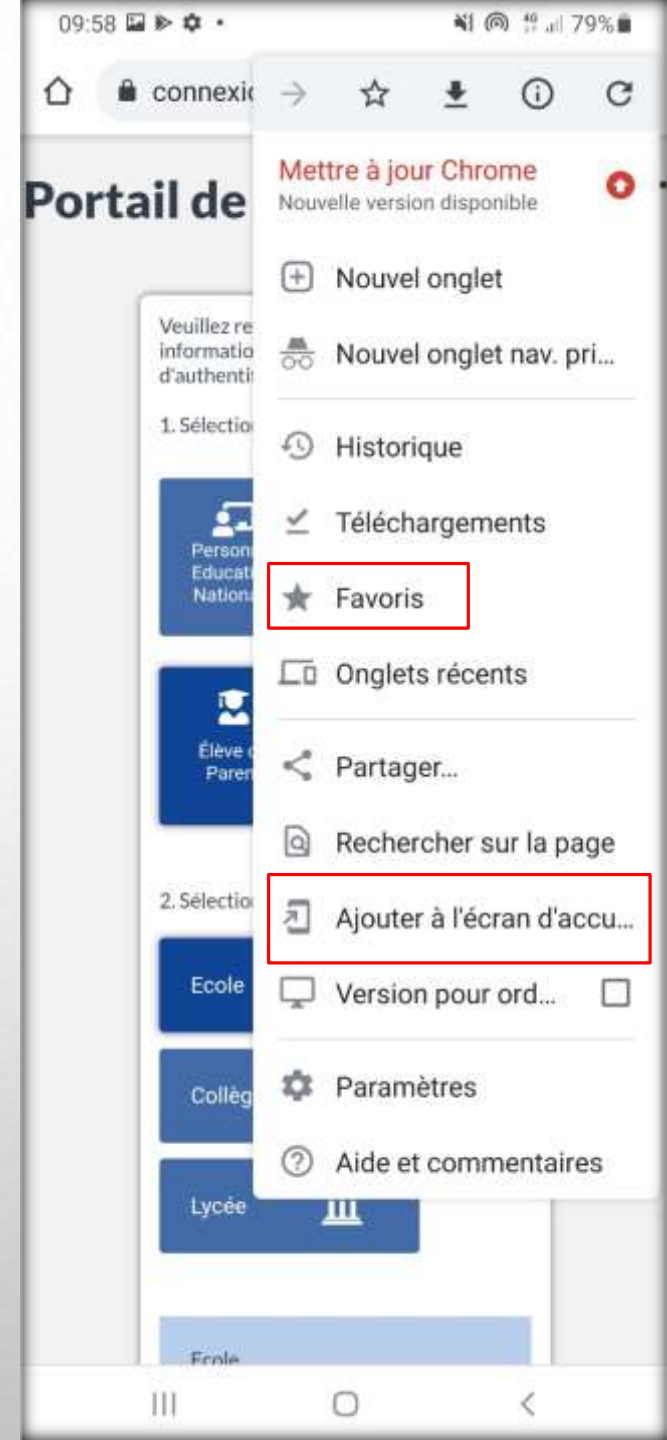 09:58
79%
connexic
Mettre à jour Chrome
Nouvelle version disponible
Portail de
Nouvel onglet
Nouvel onglet nav. pri...
Veuillez re
informatio
d'authenti
1. Sélectio
Historique
Téléchargements
Person
Educati
Nationa
Favoris
Onglets récents
Élève o
Paren
Partager...
Rechercher sur la page
2. Sélectio
Ajouter à l'écran d'accu...
Ecole
Version pour ord...
Collèg
Paramètres
Aide et commentaires
Lycée
Ecole